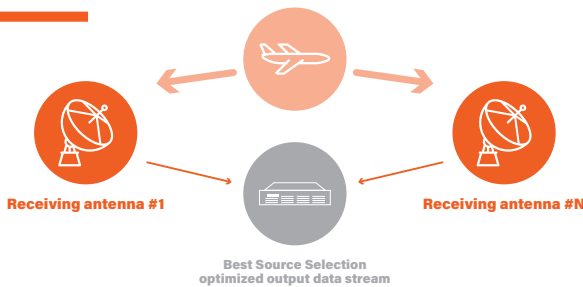 Receiving antenna #1
Receiving antenna #N
Best Source Selection
optimized output data stream